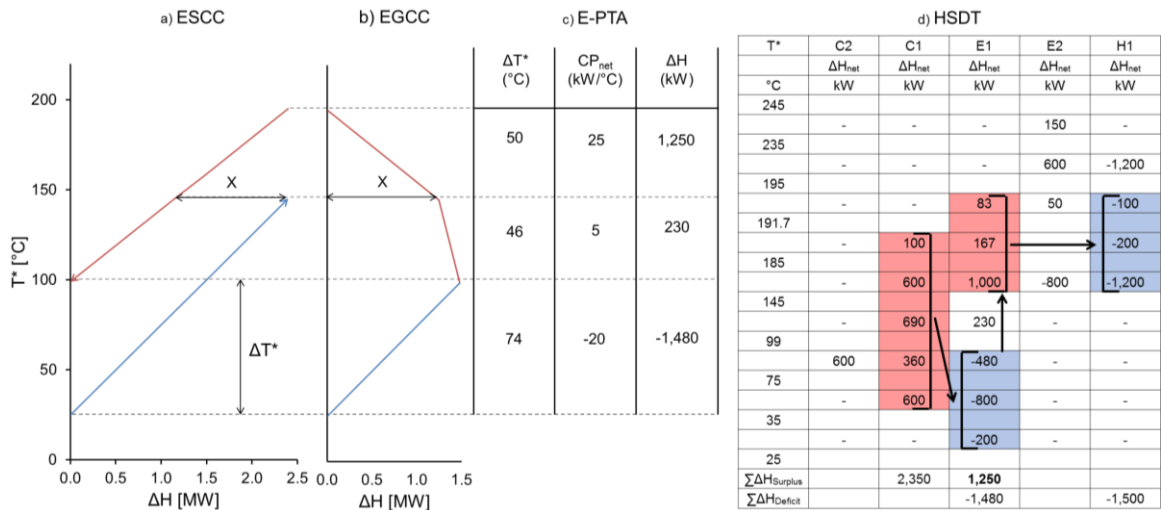 a) ESCC
b) EGCC
c) E-PTA
d) HSDT
T* [°C]
200
150
100
50
0
X
ΔT*
0.0 0.5 1.0 1.5 2.0 2.5
ΔH [MW]
X
0.0 0.5 1.0 1.5
ΔH [MW]
ΔT* CPnet ΔH
(°C) (kW/°C) (kW)
50 25 1,250
46 5 230
74 -20 -1,480
T* C2 C1 E1 E2 H1
ΔHnet ΔHnet ΔHnet ΔHnet ΔHnet
°C kW kW kW kW kW
245
- - - 150 -
235
- - - 600 -1,200
195
- - 83 50 -100
191.7
- 100 167 - -200
185
- 600 1,000 -800 -1,200
145
- 690 230 - -
99
600 360 -480 - -
75
- 600 -800 - -
35
- - -200 - -
25
∑ΔHSurplus 2,350 1,250
∑ΔHDeficit -1,480 -1,500